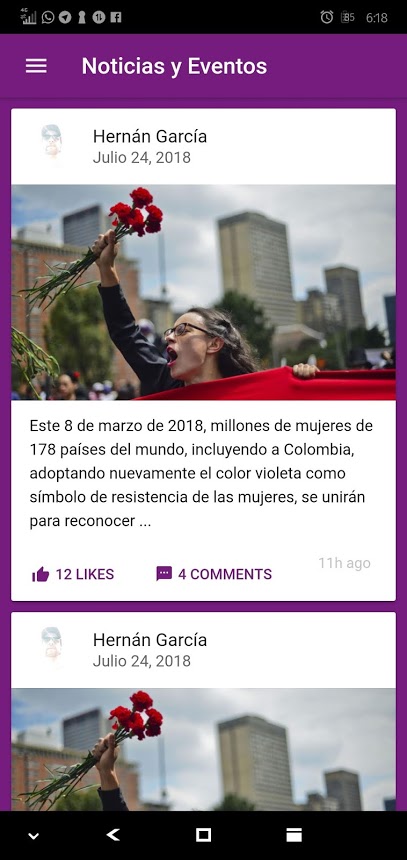 4G
85
6:18
Noticias y Eventos
Hernán García
Julio 24, 2018
Este 8 de marzo de 2018, millones de mujeres de
178 países del mundo, incluyendo a Colombia,
adoptando nuevamente el color violeta como
símbolo de resistencia de las mujeres, se unirán
para reconocer ...
11h ago
12 LIKES
4 COMMENTS
Hernán García
Julio 24, 2018